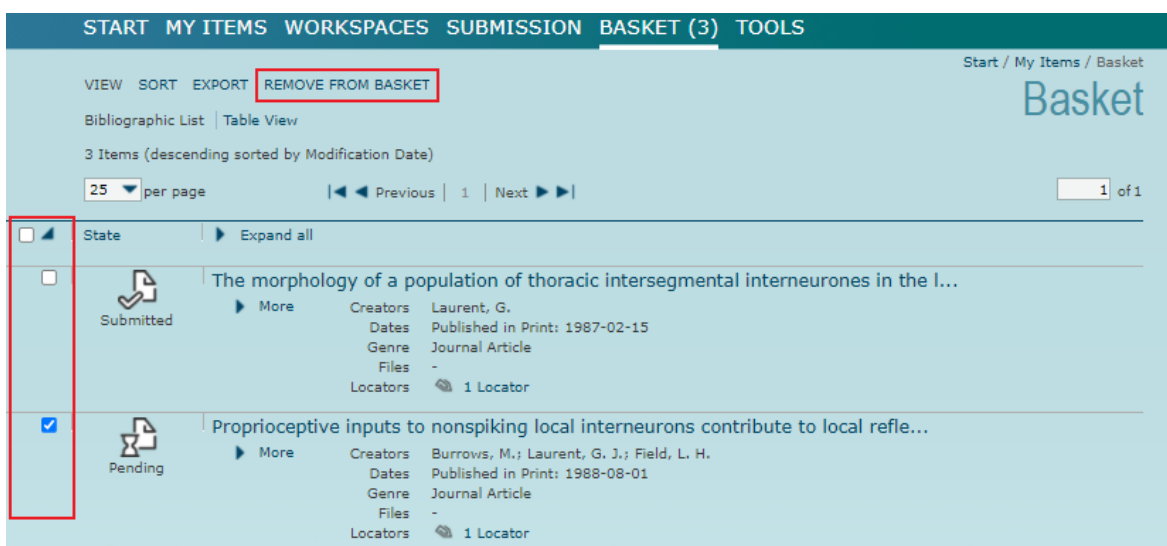 START MY ITEMS WORKSPACES SUBMISSION BASKET (3) TOOLS
Start / My Items / Basket
VIEW SORT EXPORT REMOVE FROM BASKET
Basket
Bibliographic List | Table View
3 Items (descending sorted by Modification Date)
25 per page Previous | 1 | Next 1 of 1
State Expand all
The morphology of a population of thoracic intersegmental interneurones in the l...
Submitted
More Creators Laurent, G.
Dates Published in Print: 1987-02-15
Genre Journal Article
Files -
Locators 1 Locator
Proprioceptive inputs to nonspiking local interneurons contribute to local refle...
Pending
More Creators Burrows, M.; Laurent, G. J.; Field, L. H.
Dates Published in Print: 1988-08-01
Genre Journal Article
Files -
Locators 1 Locator